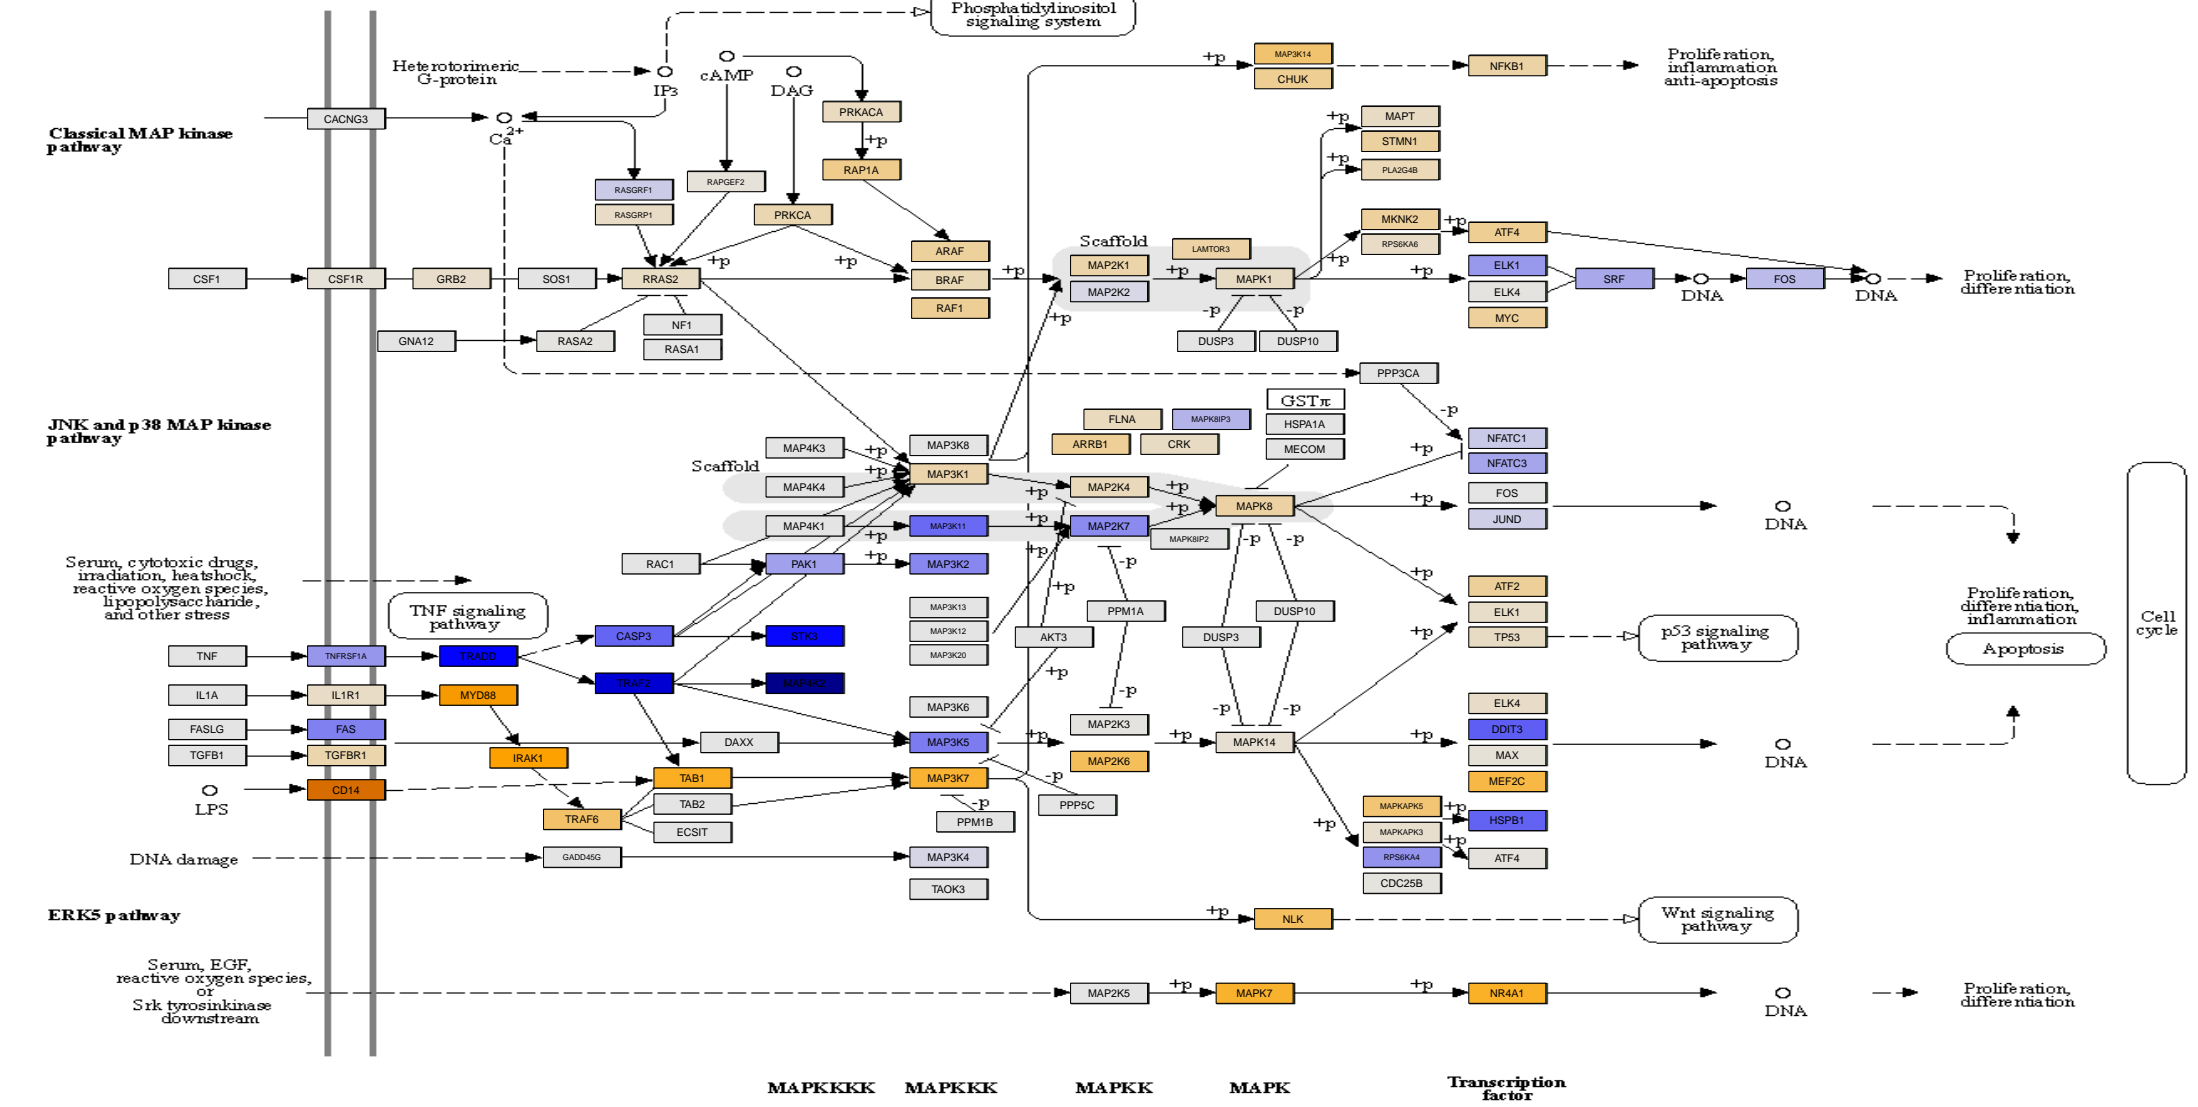 Phosphatidylinositol
signaling system
Heterotorimeric
G-protein
IP3
cAMP
DAG
+p
MAP3K14
CHUK
NFKB1
Proliferation,
inflammation
anti-apoptosis
PRKACA
+p
CACNG3
Ca2+
Classical MAP kinase
pathway
+p
MAPT
STMN1
+p
PLA2G4B
RAP1A
RASGRF1
RAPGEF2
RASGRP1
PRKCA
MKNK2
+p
RPS6KA6
ATF4
ARAF
Scaffold
LAMTOR3
+p
+p
+p
+p
CSF1
CSF1R
GRB2
SOS1
RRAS2
BRAF
MAP2K1
MAP2K2
+p
MAPK1
+p
ELK1
ELK4
SRF
DNA
FOS
DNA
Proliferation,
differentiation
RAF1
+p
-p
-p
MYC
NF1
GNA12
RASA2
RASA1
DUSP3
DUSP10
PPP3CA
-p
JNK and p38 MAP kinase
pathway
GSTπ
FLNA
MAPK8IP3
HSPA1A
ARRB1
CRK
MECOM
NFATC1
NFATC3
MAP4K3
+p
MAP3K8
+p
Scaffold
+p
MAP3K1
MAP4K4
+p
MAP2K4
+p
MAPK8
+p
FOS
JUND
DNA
MAP4K1
MAP3K11
+p
MAP2K7
+p
MAPK8IP2
+p
-p
-p
RAC1
PAK1
+p
MAP3K2
+p
-p
Serum, cytotoxic drugs,
irradiation, heatshock,
reactive oxygen species,
lipopolysaccharide,
and other stress
+p
+p
ATF2
ELK1
TP53
TNF signaling
pathway
MAP3K13
MAP3K12
MAP3K20
PPM1A
DUSP10
AKT3
DUSP3
+p
p53 signaling
pathway
Proliferation,
differentiation,
inflammation
Apoptosis
Cell
cycle
CASP3
STK3
TNF
TNFRSF1A
TRADD
TRAF2
MAP4K2
+p
-p
IL1A
IL1R1
MYD88
MAP3K6
-p
-p
ELK4
FASLG
FAS
MAP2K3
DDIT3
TGFB1
TGFBR1
DAXX
MAP3K5
+p
+p
MAPK14
+p
MAX
DNA
IRAK1
MAP2K6
MEF2C
CD14
LPS
TAB1
MAP3K7
-p
TAB2
-p
PPP5C
PPM1B
TRAF6
ECSIT
MAPKAPK5
+p
HSPB1
+p
MAPKAPK3
+p
RPS6KA4
ATF4
CDC25B
DNA damage
GADD45G
MAP3K4
TAOK3
ERK5 pathway
+p
NLK
Wnt signaling
pathway
Serum, EGF,
reactive oxygen species,
or
Srk tyrosinkinase
downstream
MAP2K5
+p
MAPK7
+p
NR4A1
DNA
Proliferation,
differentiation
MAPKKKK
MAPKKK
MAPKK
MAPK
Transcription
factor